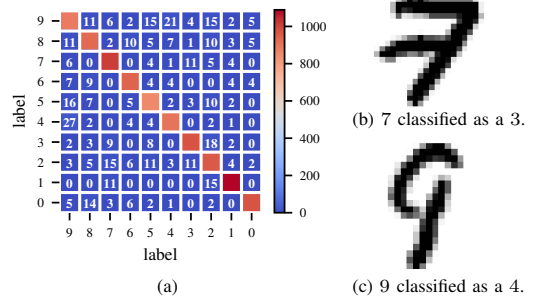 9 11 6 2 15 21 4 15 2 5
8 11 2 10 5 7 1 10 3 5
7 6 0 1 4 1 11 5 4 0
6 7 9 0 4 4 0 0 4 4
5 16 7 0 5 2 3 10 2 0
4 27 2 0 4 4 0 2 1 0
3 2 3 9 0 8 0 18 2 0
2 3 5 15 6 11 3 11 4 2
1 0 0 11 0 0 0 0 15 0
0 5 14 3 6 2 1 0 2 0
9 8 7 6 5 4 3 2 1 0
label
label
1000
800
600
400
200
0
(a)
(b) 7 classified as a 3.
(c) 9 classified as a 4.